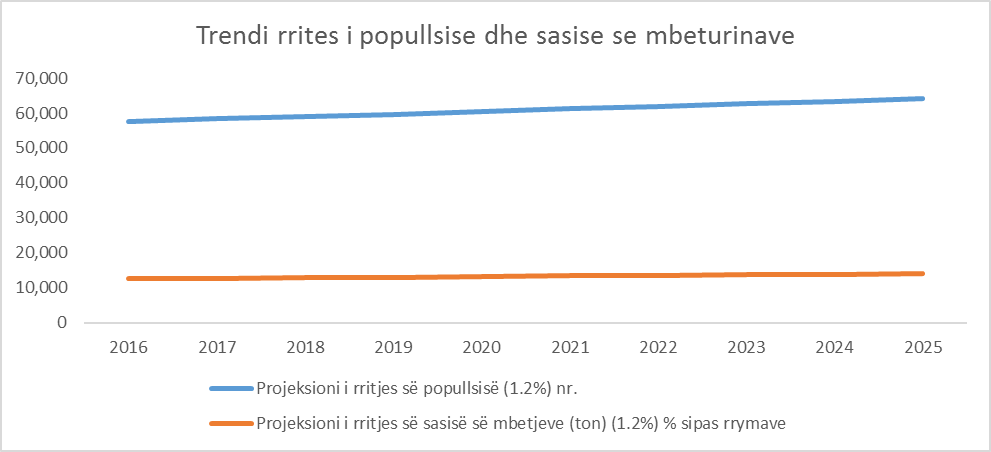 Trendi rrites i popullsise dhe sasise se mbeturinave
70,000
60,000
50,000
40,000
30,000
20,000
10,000
0
2016 2017 2018 2019 2020 2021 2022 2023 2024 2025
Projeksioni i rritjes së popullsisë (1.2%) nr.
Projeksioni i rritjes së sasisë së mbetjeve (ton) (1.2%) % sipas rrymave